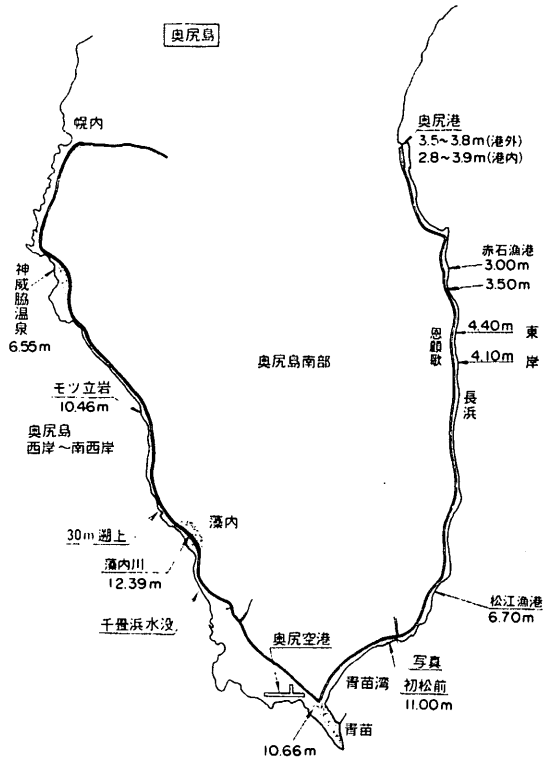 奥尻島
幌内
神威脇温泉
6.55m
モツ立岩
10.46m
奥尻島
西岸〜南西岸
30m遡上
藻内
藻内川
12.39m
千畳浜水没
奥尻空港
10.66m
青苗
青苗湾
奥尻島南部
奥尻港
3.5~3.8m(港外)
2.8~3.9m(港内)
赤石漁港
3.00m
3.50m
4.40m
4.10m
東岸
恩顧歌
長浜
松江漁港
6.70m
写真
初松前
11.00m